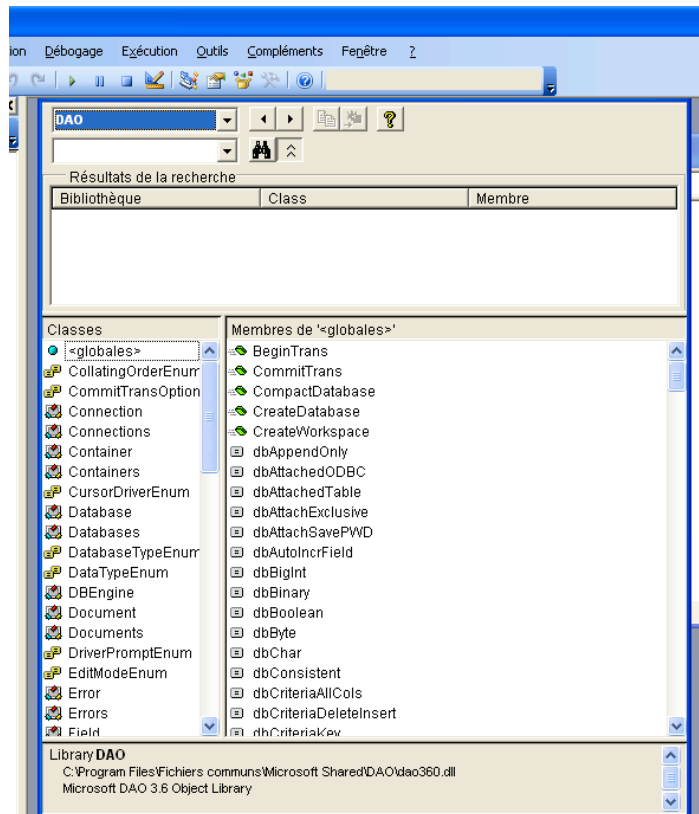 ion Débogage Exécution Outils Compléments Fenêtre ?
DAO
Résultats de la recherche
Bibliothèque Class Membre
Classes Membres de '<globales>'
<globales> BeginTrans
CollatingOrderEnum CommitTrans
CommitTransOption CompactDatabase
Connection CreateDatabase
Connections CreateWorkspace
Container dbAppendOnly
Containers dbAttachedODBC
CursorDriverEnum dbAttachedTable
Database dbAttachExclusive
Databases dbAttachSavePWD
DatabaseTypeEnum dbAutoIncrField
DataTypeEnum dbBigInt
DBEngine dbBinary
Document dbBoolean
Documents dbByte
DriverPromptEnum dbChar
EditModeEnum dbConsistent
Error dbCriteriaAllCols
Errors dbCriteriaDeleteInsert
Field dbCriteriaKey
Library DAO
C:\Program Files\Fichiers communs\Microsoft Shared\DAO\dao360.dll
Microsoft DAO 3.6 Object Library